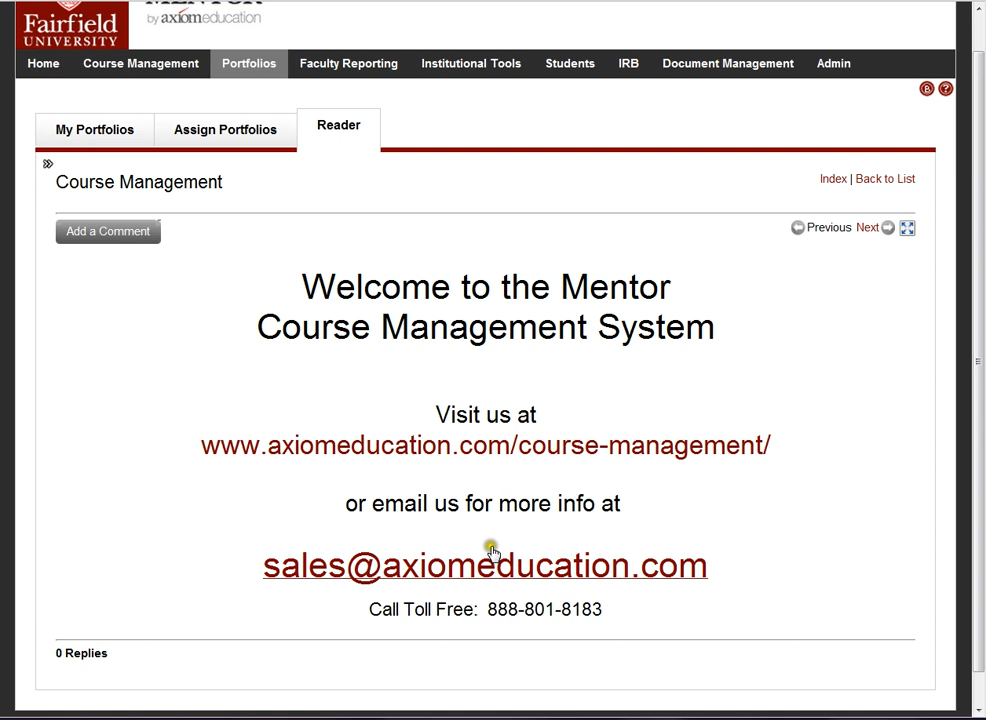 MENTOR
by axiomeducation
Fairfield
UNIVERSITY
Home Course Management Portfolios Faculty Reporting Institutional Tools Students IRB Document Management Admin
B ?
My Portfolios Assign Portfolios Reader
Course Management
Index | Back to List
Add a Comment
Previous Next
Welcome to the Mentor
Course Management System
Visit us at
www.axiomeducation.com/course-management/
or email us for more info at
sales@axiomeducation.com
Call Toll Free: 888-801-8183
0 Replies